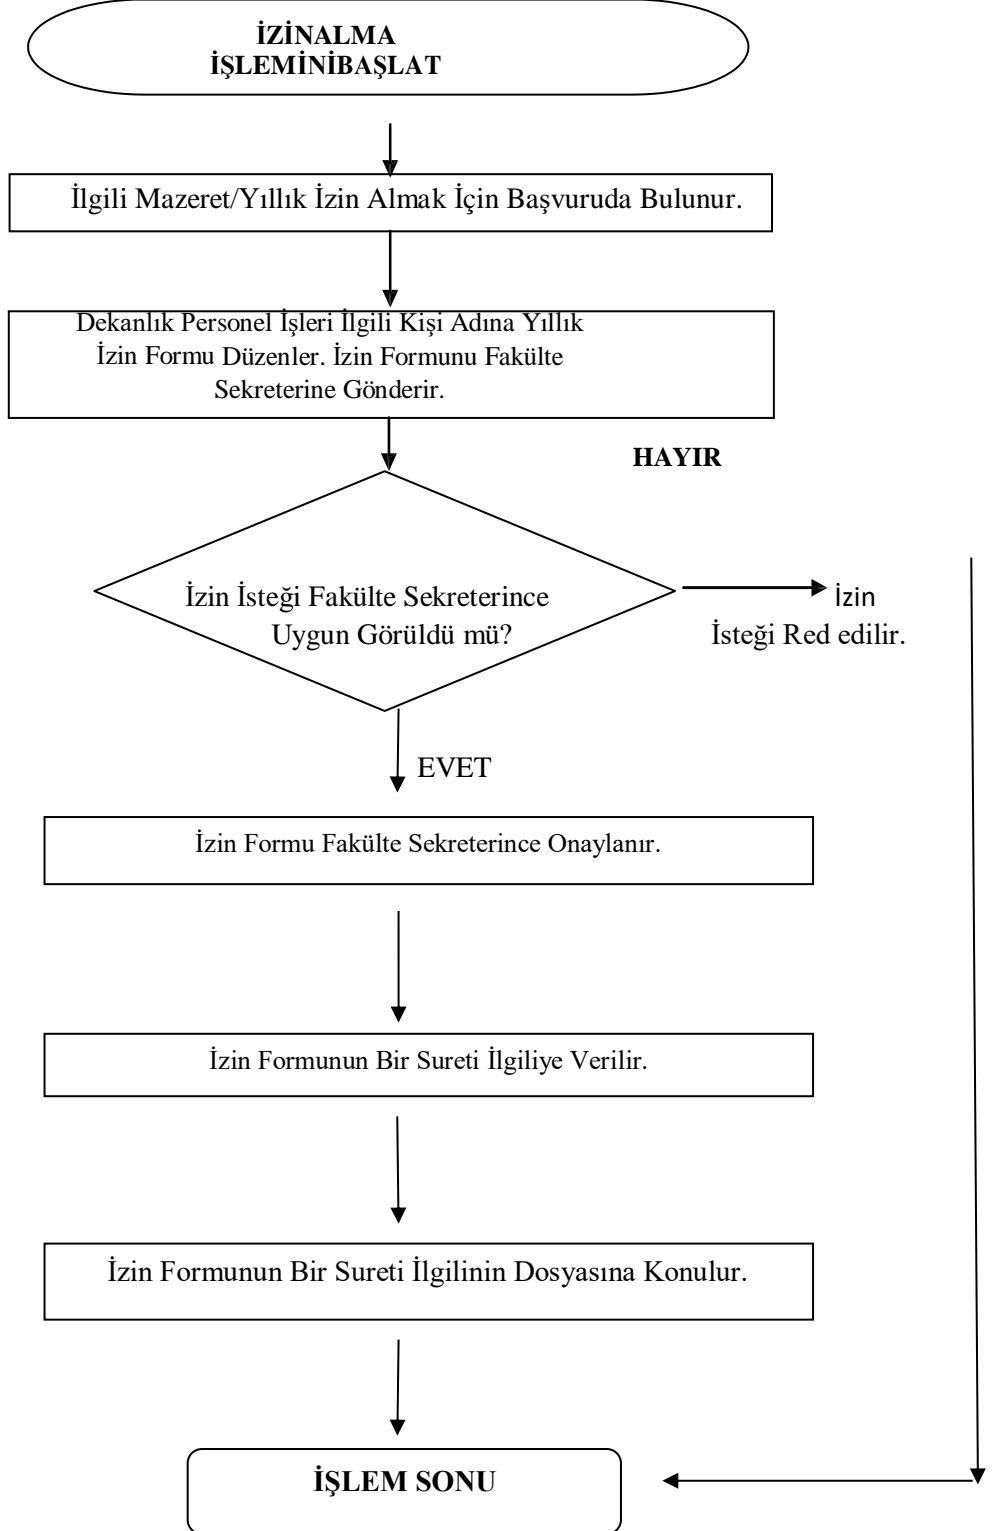 İZİNALMA
İŞLEMİNİBAŞLAT
İlgili Mazeret/Yıllık İzin Almak İçin Başvuruda Bulunur.
Dekanlık Personel İşleri İlgili Kişi Adına Yıllık
İzin Formu Düzenler. İzin Formunu Fakülte
Sekreterine Gönderir.
HAYIR
İzin İsteği Fakülte Sekreterince
Uygun Görüldü mü?
İzin
İsteği Red edilir.
EVET
İzin Formu Fakülte Sekreterince Onaylanır.
İzin Formunun Bir Sureti İlgiliye Verilir.
İzin Formunun Bir Sureti İlgilinin Dosyasına Konulur.
İŞLEM SONU